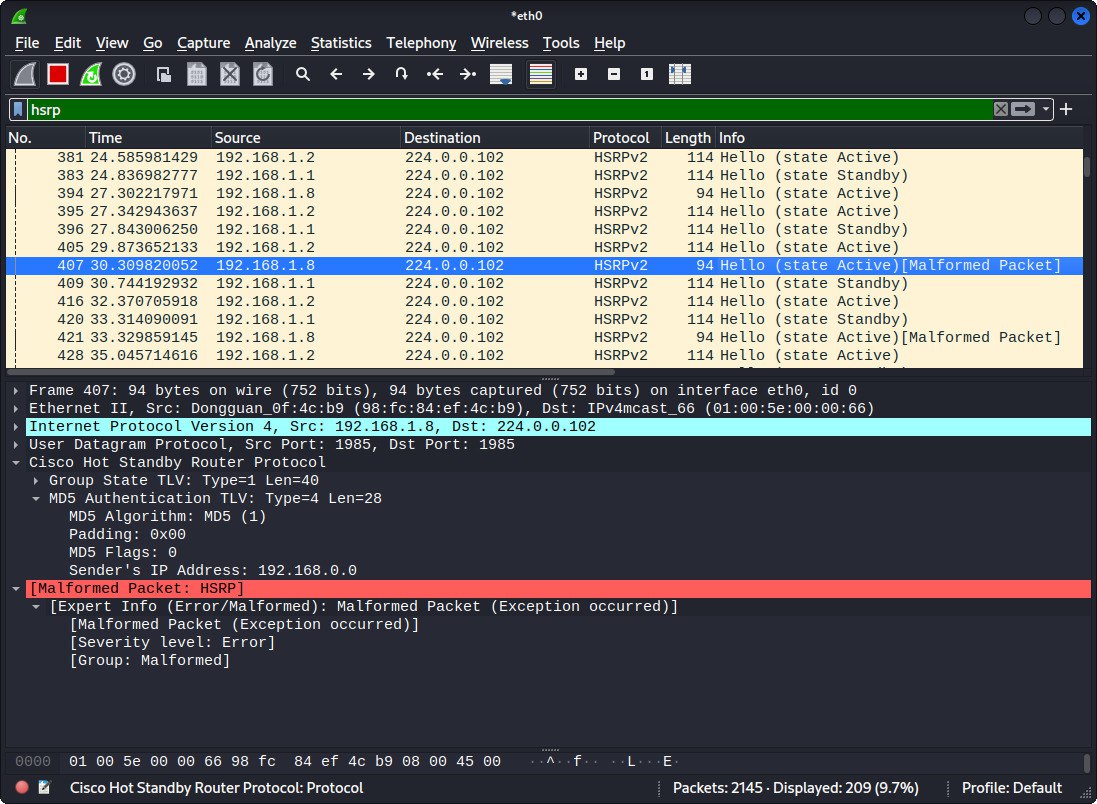 *eth0
File Edit View Go Capture Analyze Statistics Telephony Wireless Tools Help
hsrp
No. Time Source Destination Protocol Length Info
381 24.585981429 192.168.1.2 224.0.0.102 HSRPv2 114 Hello (state Active)
383 24.836982777 192.168.1.1 224.0.0.102 HSRPv2 114 Hello (state Standby)
394 27.302217971 192.168.1.8 224.0.0.102 HSRPv2 94 Hello (state Active)
395 27.342943637 192.168.1.2 224.0.0.102 HSRPv2 114 Hello (state Active)
396 27.843006250 192.168.1.1 224.0.0.102 HSRPv2 114 Hello (state Standby)
405 29.873652133 192.168.1.2 224.0.0.102 HSRPv2 114 Hello (state Active)
407 30.309820052 192.168.1.8 224.0.0.102 HSRPv2 94 Hello (state Active)[Malformed Packet]
409 30.744192932 192.168.1.1 224.0.0.102 HSRPv2 114 Hello (state Standby)
416 32.370705918 192.168.1.2 224.0.0.102 HSRPv2 114 Hello (state Active)
420 33.314090091 192.168.1.1 224.0.0.102 HSRPv2 114 Hello (state Standby)
421 33.329859145 192.168.1.8 224.0.0.102 HSRPv2 94 Hello (state Active)[Malformed Packet]
428 35.045714616 192.168.1.2 224.0.0.102 HSRPv2 114 Hello (state Active)
Frame 407: 94 bytes on wire (752 bits), 94 bytes captured (752 bits) on interface eth0, id 0
Ethernet II, Src: Dongguan_0f:4c:b9 (98:fc:84:ef:4c:b9), Dst: IPv4mcast_66 (01:00:5e:00:00:66)
Internet Protocol Version 4, Src: 192.168.1.8, Dst: 224.0.0.102
User Datagram Protocol, Src Port: 1985, Dst Port: 1985
Cisco Hot Standby Router Protocol
Group State TLV: Type=1 Len=40
MD5 Authentication TLV: Type=4 Len=28
MD5 Algorithm: MD5 (1)
Padding: 0x00
MD5 Flags: 0
Sender's IP Address: 192.168.0.0
[Malformed Packet: HSRP]
[Expert Info (Error/Malformed): Malformed Packet (Exception occurred)]
[Malformed Packet (Exception occurred)]
[Severity level: Error]
[Group: Malformed]
0000 01 00 5e 00 00 66 98 fc 84 ef 4c b9 08 00 45 00 ··^··f·· ··L···E·
Cisco Hot Standby Router Protocol: Protocol Packets: 2145 · Displayed: 209 (9.7%) Profile: Default